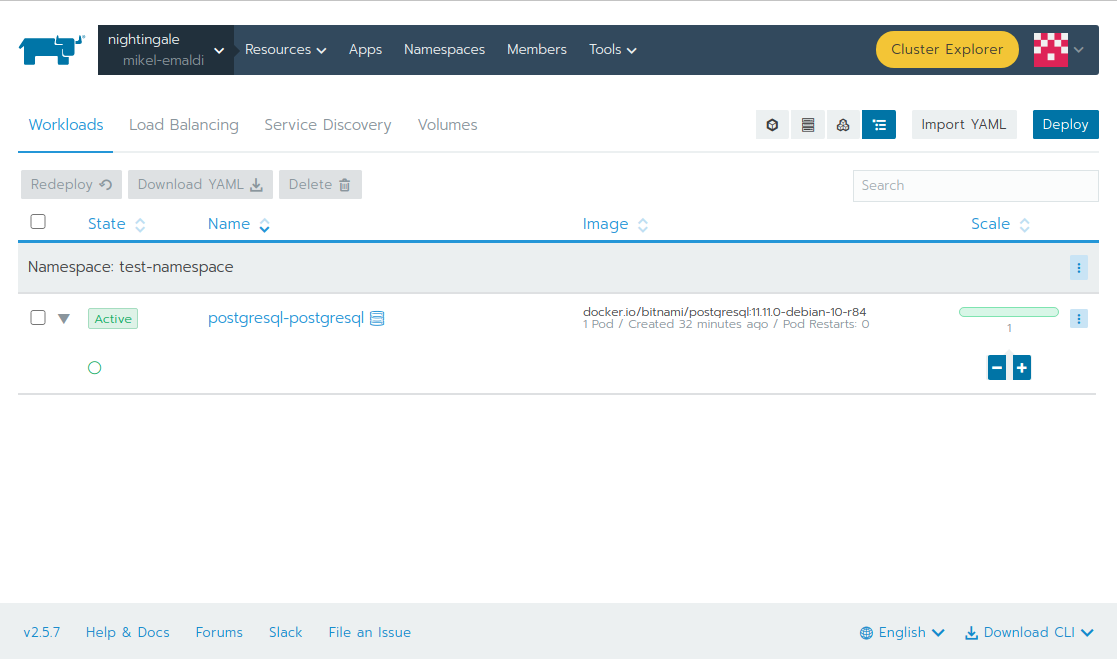 nightingale
mikel-emaldi
Resources
Apps
Namespaces
Members
Tools
Cluster Explorer
Workloads
Load Balancing
Service Discovery
Volumes
Import YAML
Deploy
Redeploy
Download YAML
Delete
Search
State
Name
Image
Scale
Namespace: test-namespace
Active
postgresql-postgresql
docker.io/bitnami/postgresql:11.11.0-debian-10-r84
1 Pod / Created 32 minutes ago / Pod Restarts: 0
1
v2.5.7
Help & Docs
Forums
Slack
File an Issue
English
Download CLI